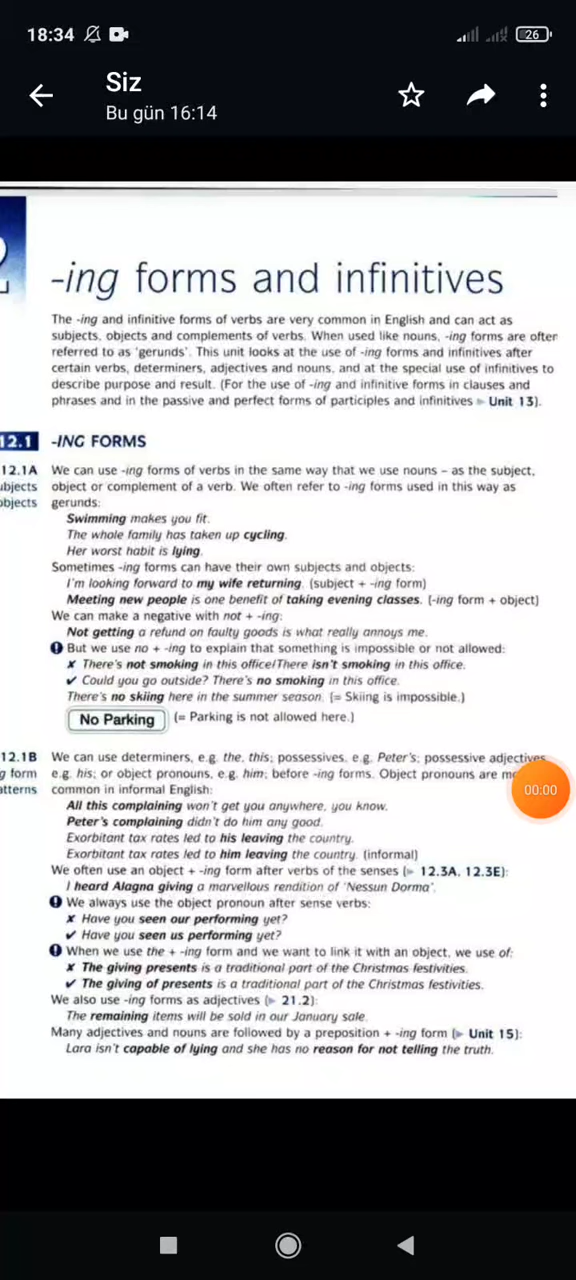 18:34
26
Siz
Bu gün 16:14
2
-ing forms and infinitives
The -ing and infinitive forms of verbs are very common in English and can act as
subjects, objects and complements of verbs. When used like nouns, -ing forms are often
referred to as 'gerunds'. This unit looks at the use of -ing forms and infinitives after
certain verbs, determiners, adjectives and nouns, and at the special use of infinitives to
describe purpose and result. (For the use of -ing and infinitive forms in clauses and
phrases and in the passive and perfect forms of participles and infinitives ► Unit 13).
12.1 -ING FORMS
12.1A We can use -ing forms of verbs in the same way that we use nouns – as the subject,
ubjects object or complement of a verb. We often refer to -ing forms used in this way as
objects gerunds:
Swimming makes you fit.
The whole family has taken up cycling.
Her worst habit is lying.
Sometimes -ing forms can have their own subjects and objects:
I'm looking forward to my wife returning. (subject + -ing form)
Meeting new people is one benefit of taking evening classes. (-ing form + object)
We can make a negative with not + -ing:
Not getting a refund on faulty goods is what really annoys me.
! But we use no + -ing to explain that something is impossible or not allowed:
✗ There's not smoking in this office/There isn't smoking in this office.
✓ Could you go outside? There's no smoking in this office.
There's no skiing here in the summer season. (= Skiing is impossible.)
No Parking (= Parking is not allowed here.)
12.1B We can use determiners, e.g. the, this; possessives, e.g. Peter's; possessive adjectives,
g form e.g. his; or object pronouns, e.g. him; before -ing forms. Object pronouns are
atterns common in informal English:
00:00
All this complaining won't get you anywhere, you know.
Peter's complaining didn't do him any good.
Exorbitant tax rates led to his leaving the country.
Exorbitant tax rates led to him leaving the country. (informal)
We often use an object + -ing form after verbs of the senses (► 12.3A, 12.3E):
I heard Alagna giving a marvellous rendition of 'Nessun Dorma'.
! We always use the object pronoun after sense verbs:
✗ Have you seen our performing yet?
✓ Have you seen us performing yet?
! When we use the + -ing form and we want to link it with an object, we use of:
✗ The giving presents is a traditional part of the Christmas festivities.
✓ The giving of presents is a traditional part of the Christmas festivities.
We also use -ing forms as adjectives (► 21.2):
The remaining items will be sold in our January sale.
Many adjectives and nouns are followed by a preposition + -ing form (► Unit 15):
Lara isn't capable of lying and she has no reason for not telling the truth.